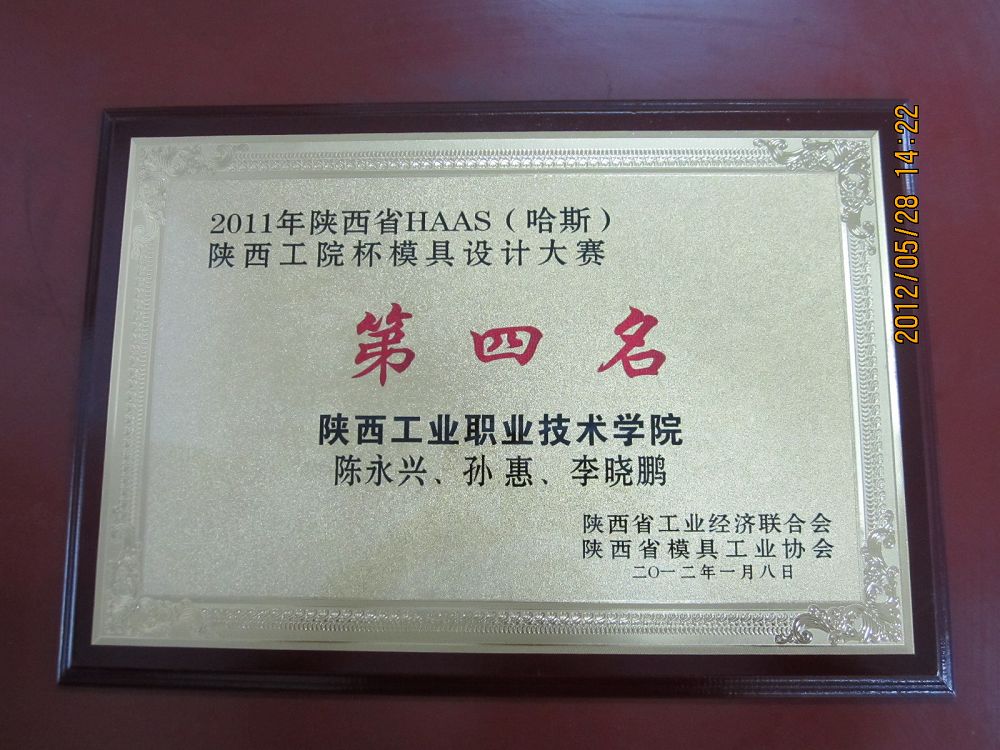 2011年陕西省HAAS（哈斯）
陕西工院杯模具设计大赛
第四名
陕西工业职业技术学院
陈永兴、孙 惠、李晓鹏
陕西省工业经济联合会
陕西省模具工业协会
二〇一二年一月八日
2012/05/28 14:22